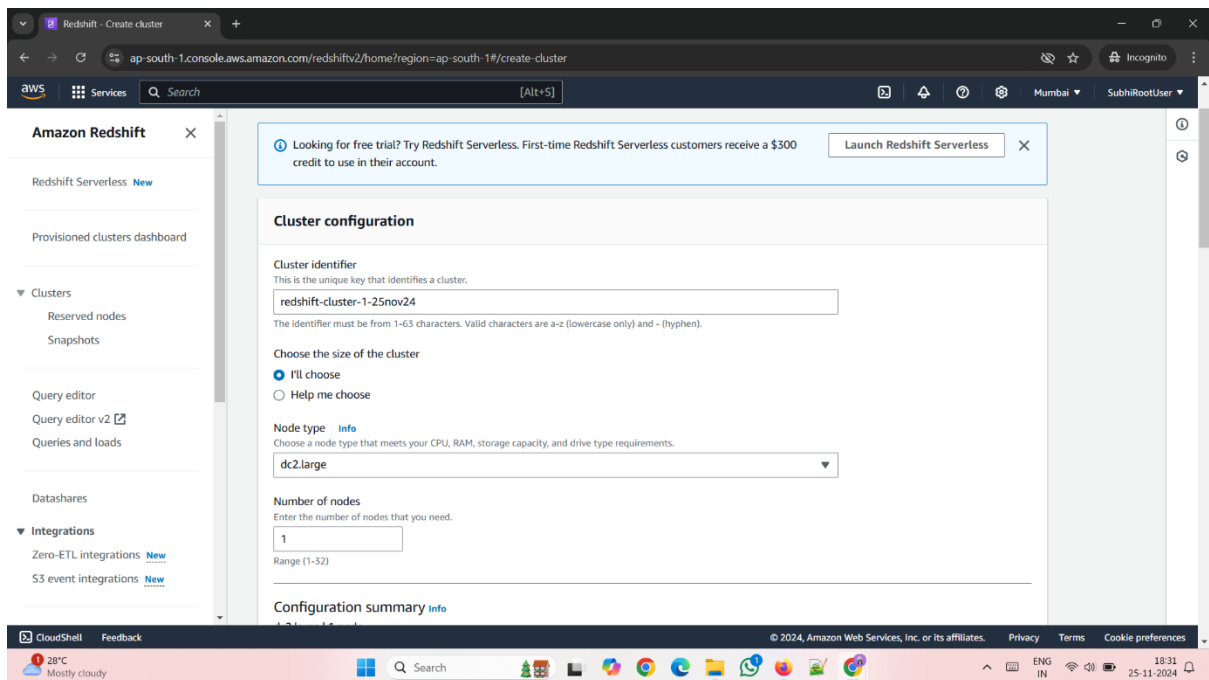 Redshift - Create cluster
ap-south-1.console.aws.amazon.com/redshiftv2/home?region=ap-south-1#/create-cluster
Incognito
aws
Services
Search
[Alt+S]
Mumbai
SubhiRootUser
Amazon Redshift
Redshift Serverless New
Provisioned clusters dashboard
Clusters
Reserved nodes
Snapshots
Query editor
Query editor v2
Queries and loads
Datashares
Integrations
Zero-ETL integrations New
S3 event integrations New
Looking for free trial? Try Redshift Serverless. First-time Redshift Serverless customers receive a $300
credit to use in their account.
Launch Redshift Serverless
Cluster configuration
Cluster identifier
This is the unique key that identifies a cluster.
redshift-cluster-1-25nov24
The identifier must be from 1-63 characters. Valid characters are a-z (lowercase only) and - (hyphen).
Choose the size of the cluster
I'll choose
Help me choose
Node type Info
Choose a node type that meets your CPU, RAM, storage capacity, and drive type requirements.
dc2.large
Number of nodes
Enter the number of nodes that you need.
1
Range (1-32)
Configuration summary Info
CloudShell
Feedback
© 2024, Amazon Web Services, Inc. or its affiliates.
Privacy
Terms
Cookie preferences
1
28°C
Mostly cloudy
Search
ENG
IN
18:31
25-11-2024